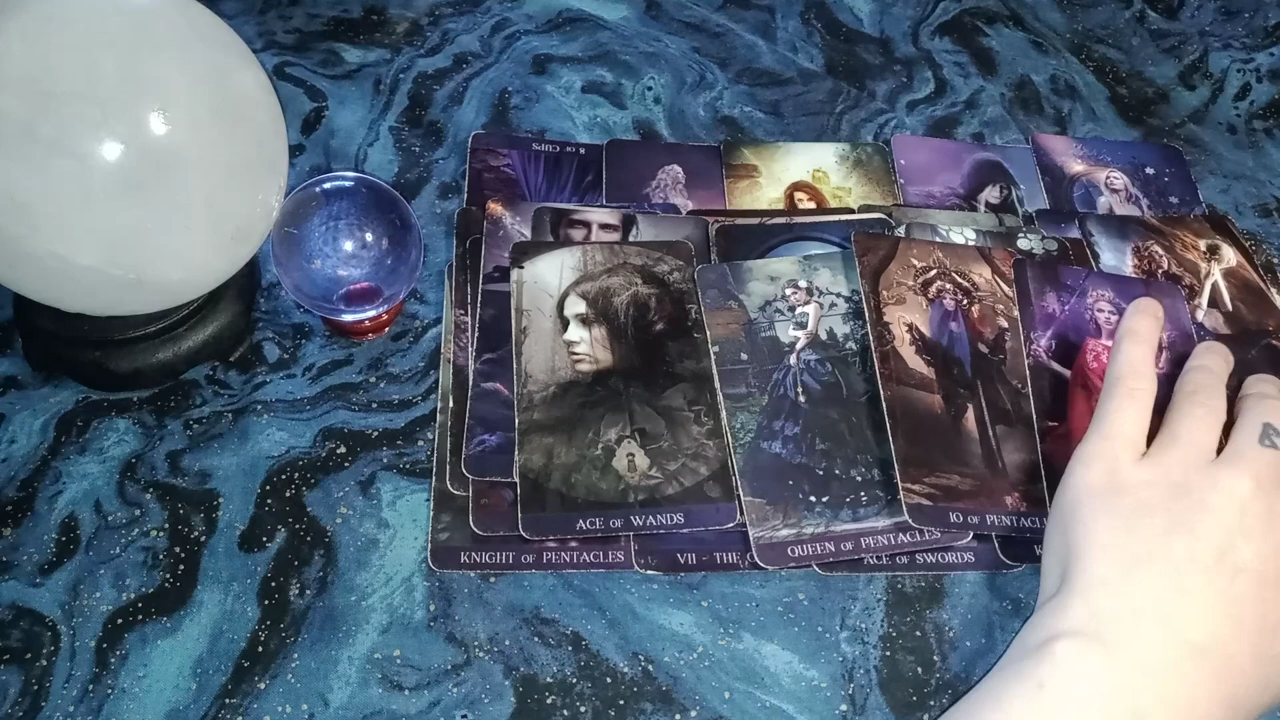 8 OF CUPS
ACE OF WANDS
QUEEN OF PENTACLES
10 OF PENTACL
KNIGHT OF PENTACLES
VII - THE
ACE OF SWORDS